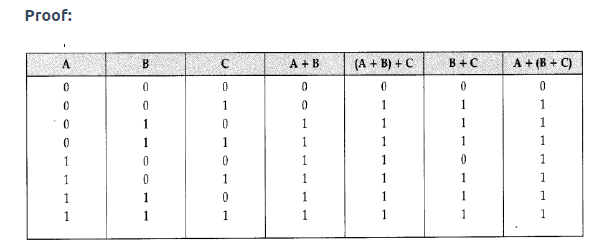 Proof:
A B C A + B (A + B) + C B + C A + (B + C)
0 0 0 0 0 0 0
0 0 1 0 1 1 1
0 1 0 1 1 1 1
0 1 1 1 1 1 1
1 0 0 1 1 0 1
1 0 1 1 1 1 1
1 1 0 1 1 1 1
1 1 1 1 1 1 1